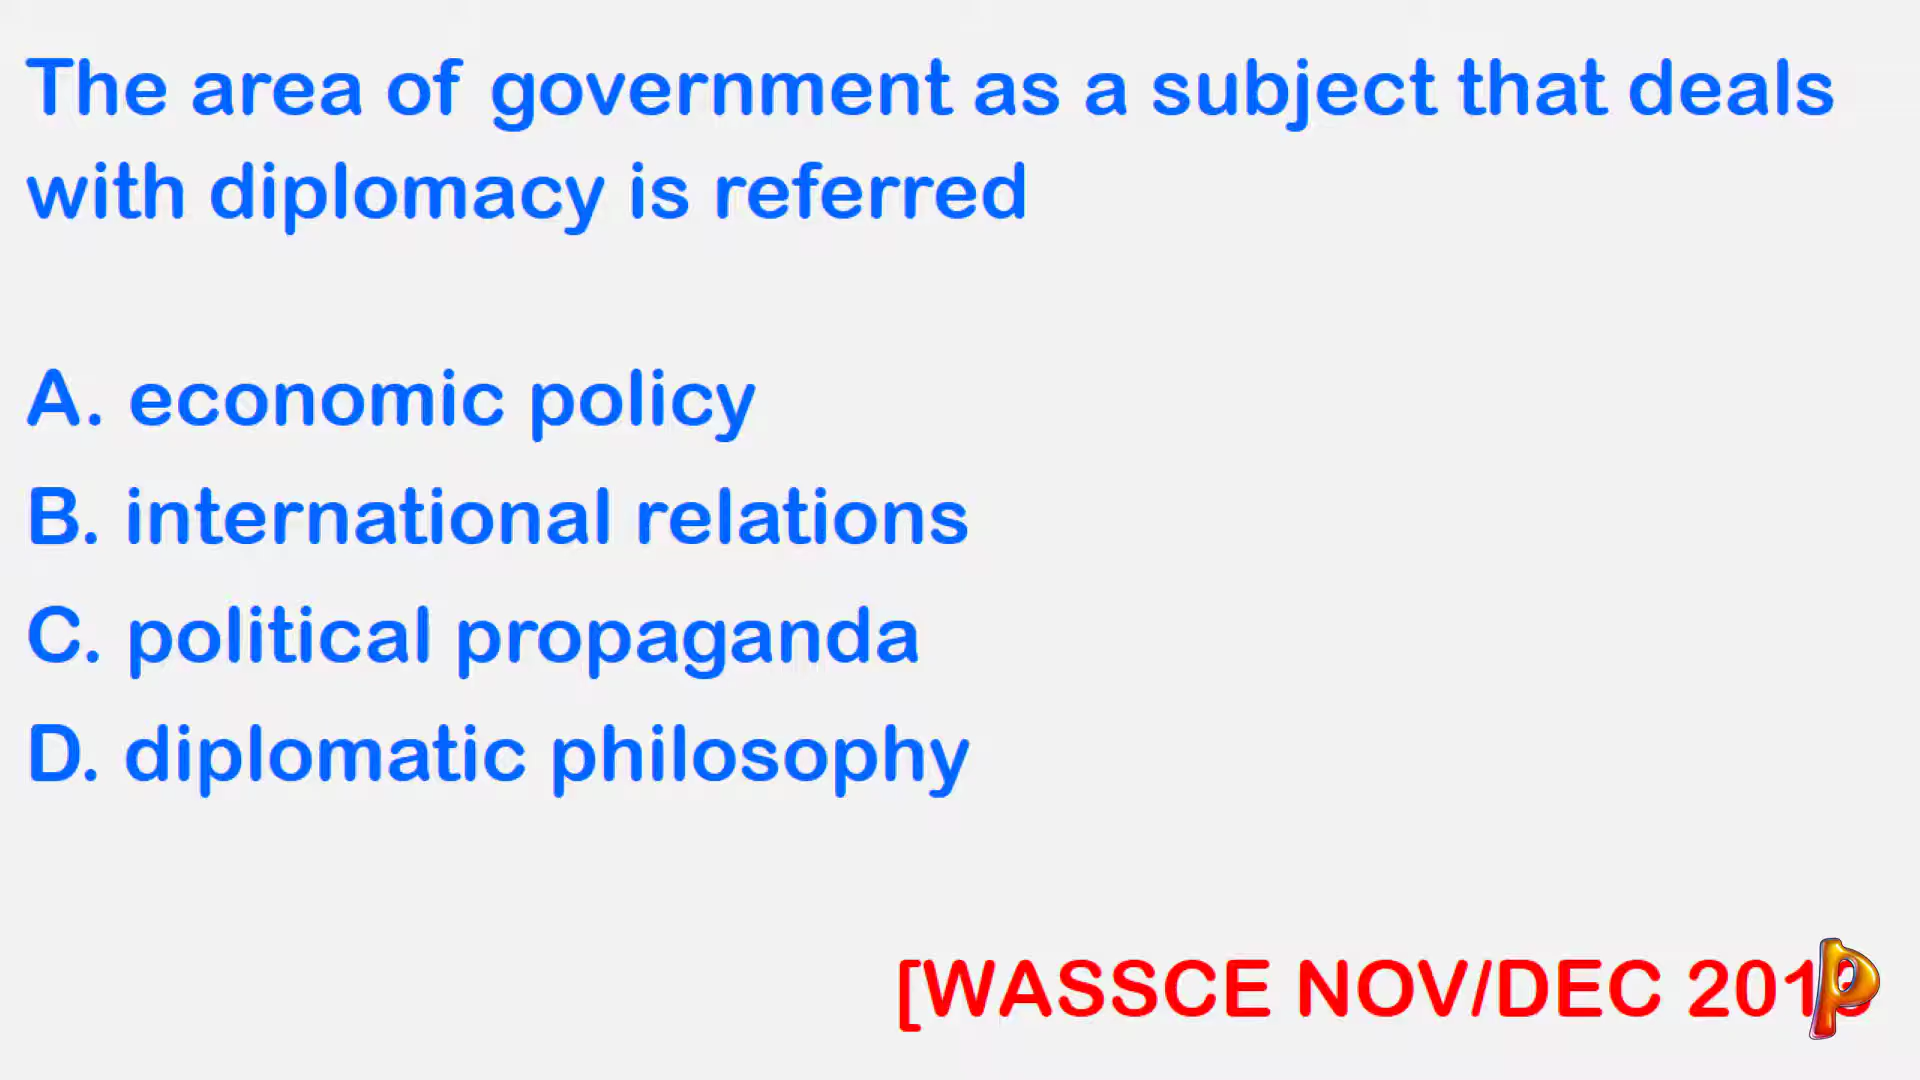 The area of government as a subject that deals
with diplomacy is referred
A. economic policy
B. international relations
C. political propaganda
D. diplomatic philosophy
[WASSCE NOV/DEC